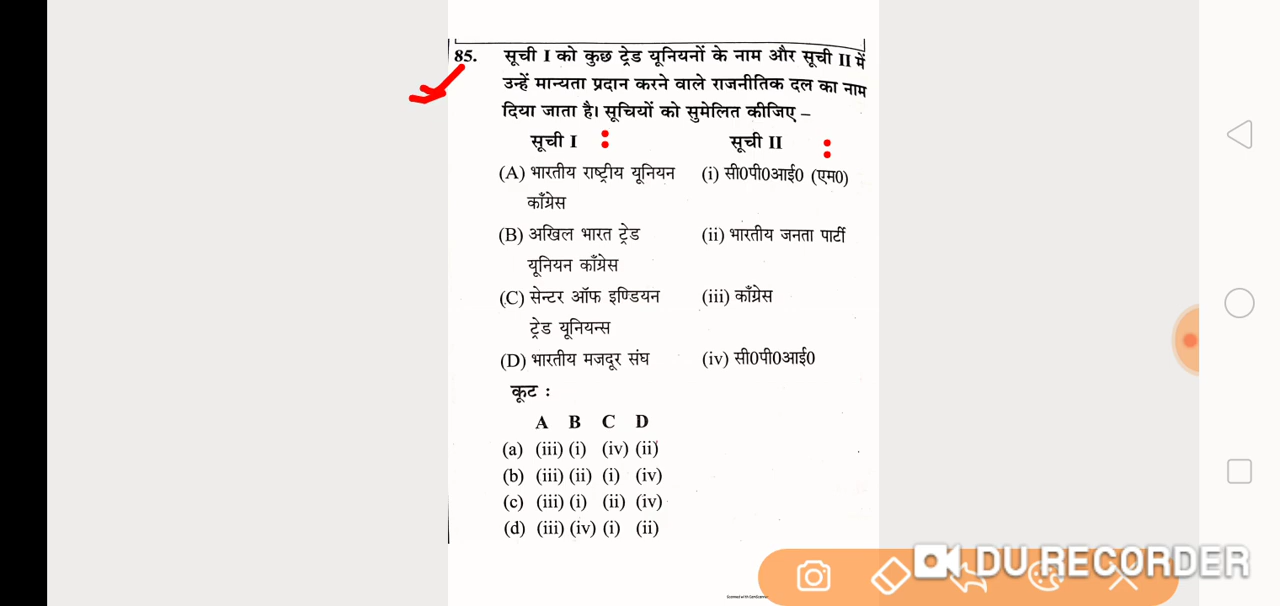 85. सूची I को कुछ ट्रेड यूनियनों के नाम और सूची II में
उन्हें मान्यता प्रदान करने वाले राजनीतिक दल का नाम
दिया जाता है। सूचियों को सुमेलित कीजिए –
सूची I : सूची II :
(A) भारतीय राष्ट्रीय यूनियन (i) सी0पी0आई0 (एम0)
काँग्रेस
(B) अखिल भारत ट्रेड (ii) भारतीय जनता पार्टी
यूनियन काँग्रेस
(C) सेन्टर ऑफ इण्डियन (iii) काँग्रेस
ट्रेड यूनियन्स
(D) भारतीय मजदूर संघ (iv) सी0पी0आई0
कूट :
A B C D
(a) (iii) (i) (iv) (ii)
(b) (iii) (ii) (i) (iv)
(c) (iii) (i) (ii) (iv)
(d) (iii) (iv) (i) (ii)
DU RECORDER